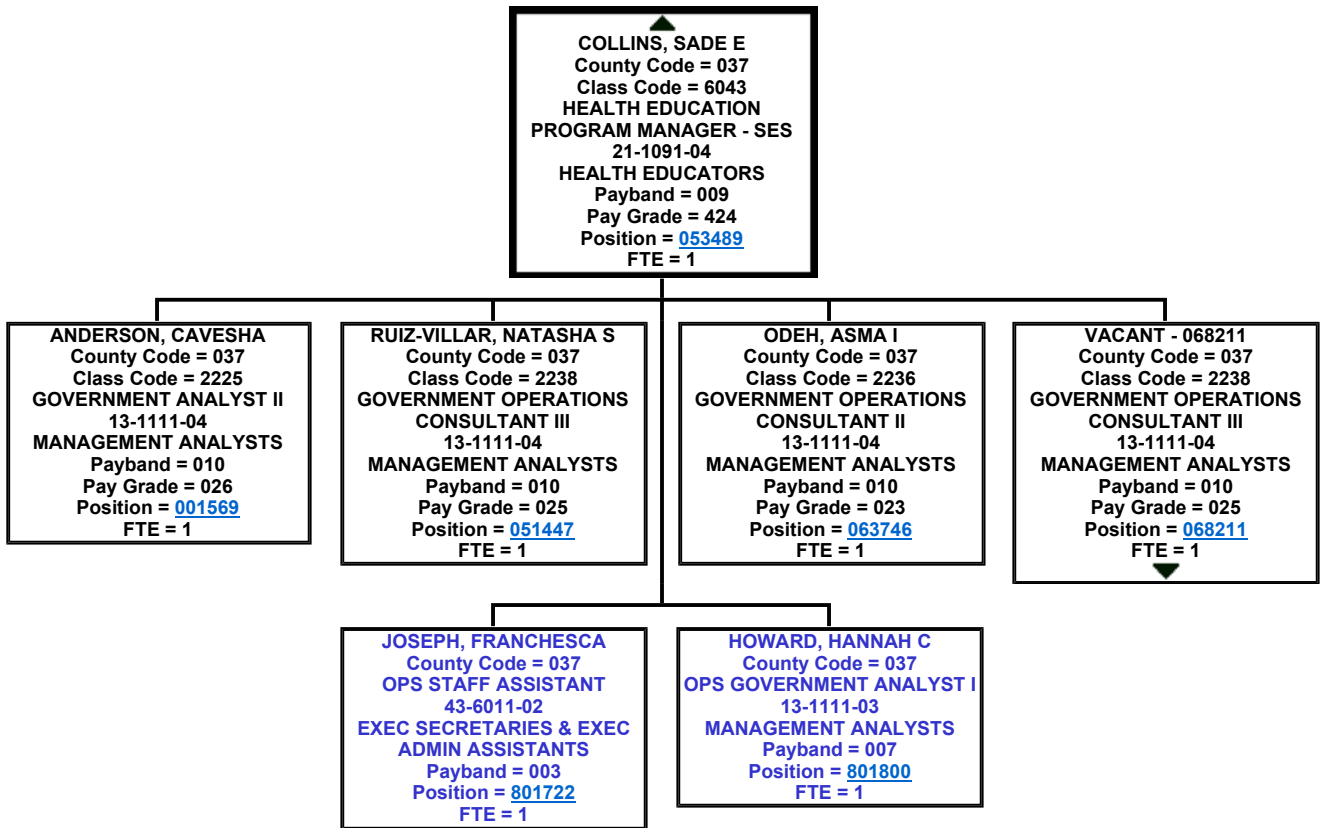 COLLINS, SADE E
County Code = 037
Class Code = 6043
HEALTH EDUCATION
PROGRAM MANAGER - SES
21-1091-04
HEALTH EDUCATORS
Payband = 009
Pay Grade = 424
Position = 053489
FTE = 1
ANDERSON, CAVESHA
County Code = 037
Class Code = 2225
GOVERNMENT ANALYST II
13-1111-04
MANAGEMENT ANALYSTS
Payband = 010
Pay Grade = 026
Position = 001569
FTE = 1
RUIZ-VILLAR, NATASHA S
County Code = 037
Class Code = 2238
GOVERNMENT OPERATIONS
CONSULTANT III
13-1111-04
MANAGEMENT ANALYSTS
Payband = 010
Pay Grade = 025
Position = 051447
FTE = 1
ODEH, ASMA I
County Code = 037
Class Code = 2236
GOVERNMENT OPERATIONS
CONSULTANT II
13-1111-04
MANAGEMENT ANALYSTS
Payband = 010
Pay Grade = 023
Position = 063746
FTE = 1
VACANT - 068211
County Code = 037
Class Code = 2238
GOVERNMENT OPERATIONS
CONSULTANT III
13-1111-04
MANAGEMENT ANALYSTS
Payband = 010
Pay Grade = 025
Position = 068211
FTE = 1
JOSEPH, FRANCHESCA
County Code = 037
OPS STAFF ASSISTANT
43-6011-02
EXEC SECRETARIES & EXEC
ADMIN ASSISTANTS
Payband = 003
Position = 801722
FTE = 1
HOWARD, HANNAH C
County Code = 037
OPS GOVERNMENT ANALYST I
13-1111-03
MANAGEMENT ANALYSTS
Payband = 007
Position = 801800
FTE = 1